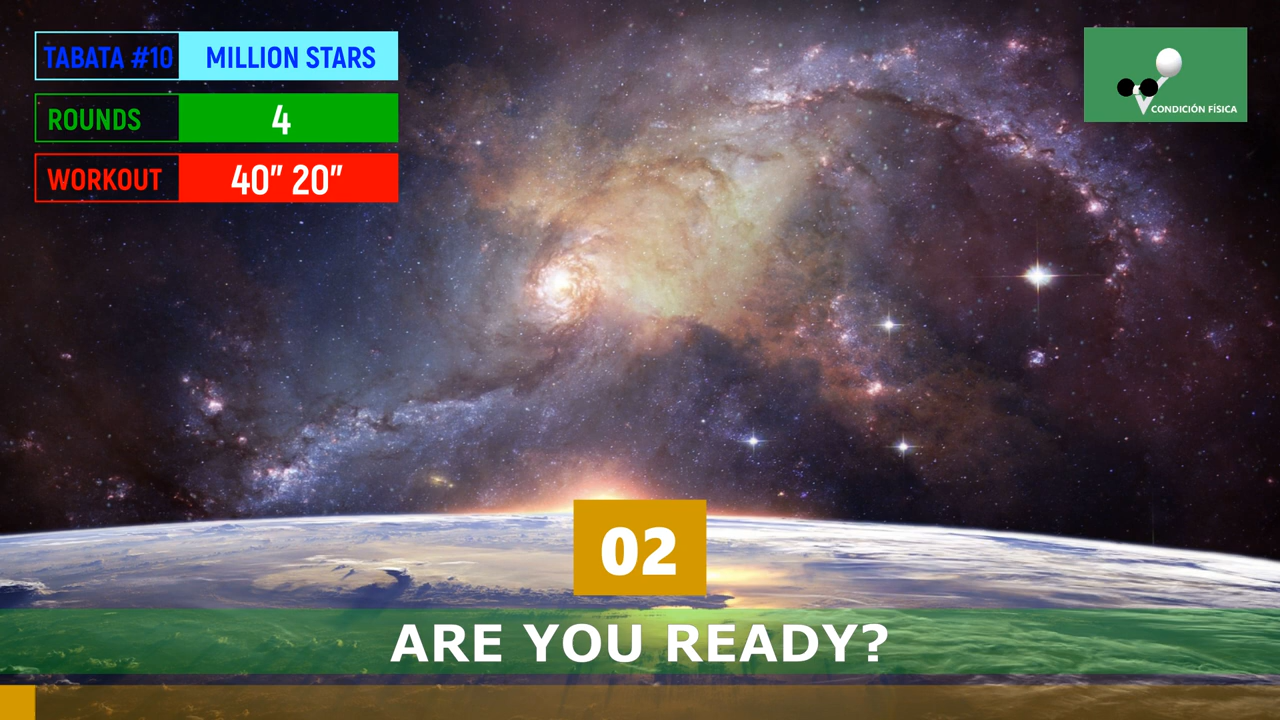 TABATA #10 MILLION STARS
ROUNDS 4
WORKOUT 40” 20”
CONDICIÓN FÍSICA
02
ARE YOU READY?